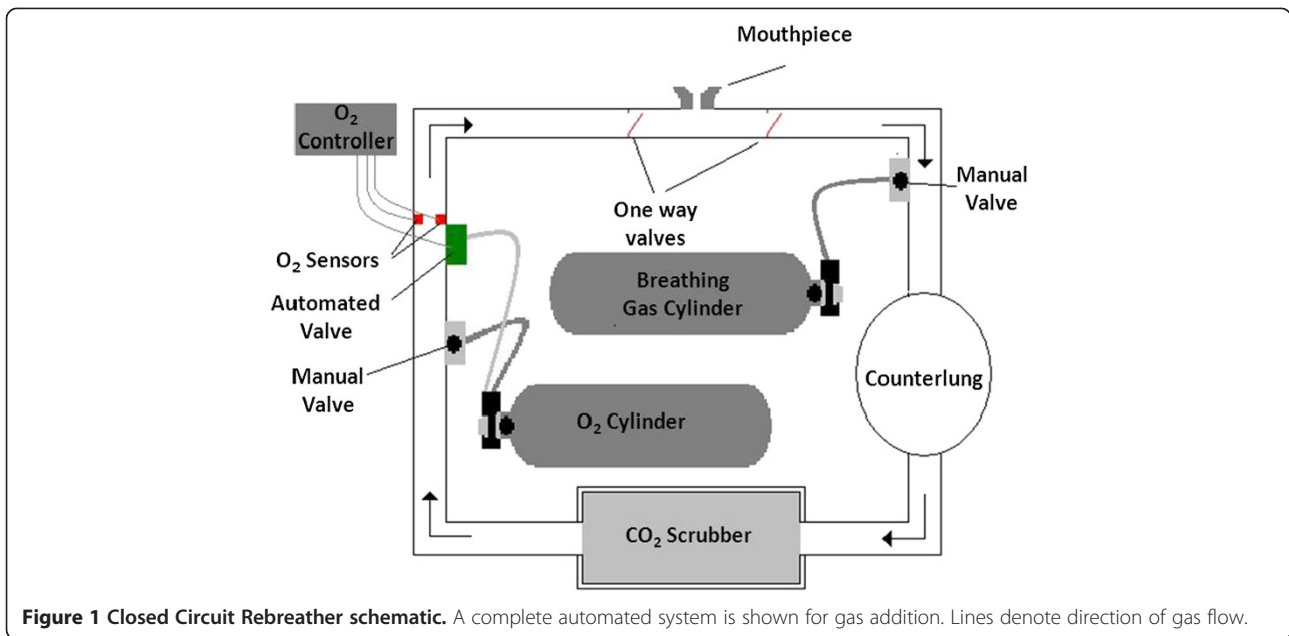 Mouthpiece
O₂
Controller
Manual
Valve
One way
valves
O₂ Sensors
Breathing
Gas Cylinder
Automated
Valve
Counterlung
Manual
Valve
O₂ Cylinder
CO₂ Scrubber
Figure 1 Closed Circuit Rebreather schematic. A complete automated system is shown for gas addition. Lines denote direction of gas flow.